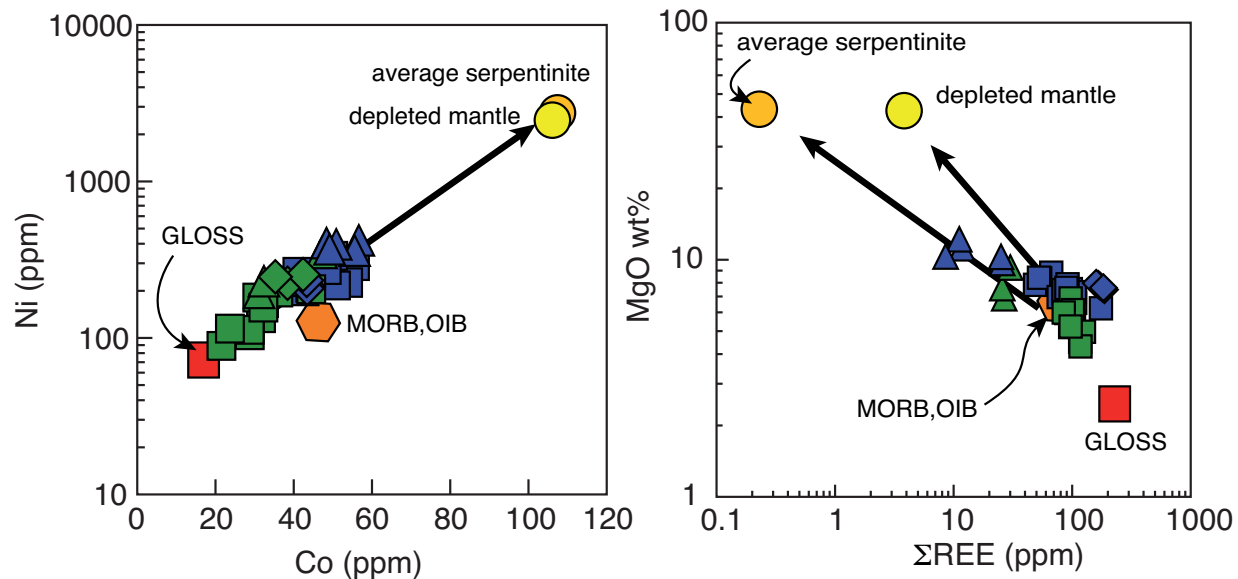 10000
1000
100
10
Ni (ppm)
0
20
40
60
80
100
120
Co (ppm)
average serpentinite
depleted mantle
GLOSS
MORB,OIB
100
10
1
MgO wt%
0.1
1
10
100
1000
ΣREE (ppm)
average serpentinite
depleted mantle
MORB,OIB
GLOSS